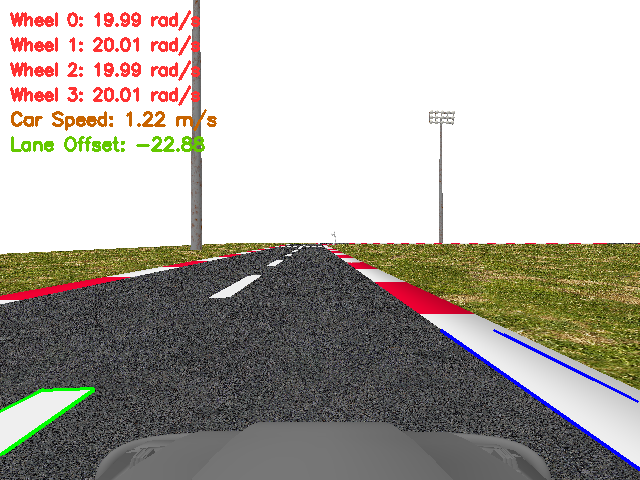 Wheel 0: 19.99 rad/s
Wheel 1: 20.01 rad/s
Wheel 2: 19.99 rad/s
Wheel 3: 20.01 rad/s
Car Speed: 1.22 m/s
Lane Offset: -22.88